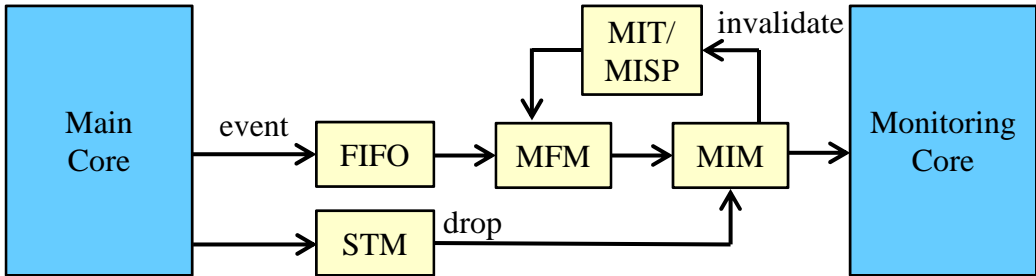 MIT/
MISP
invalidate
Main
Core
event
FIFO
MFM
MIM
Monitoring
Core
STM
drop